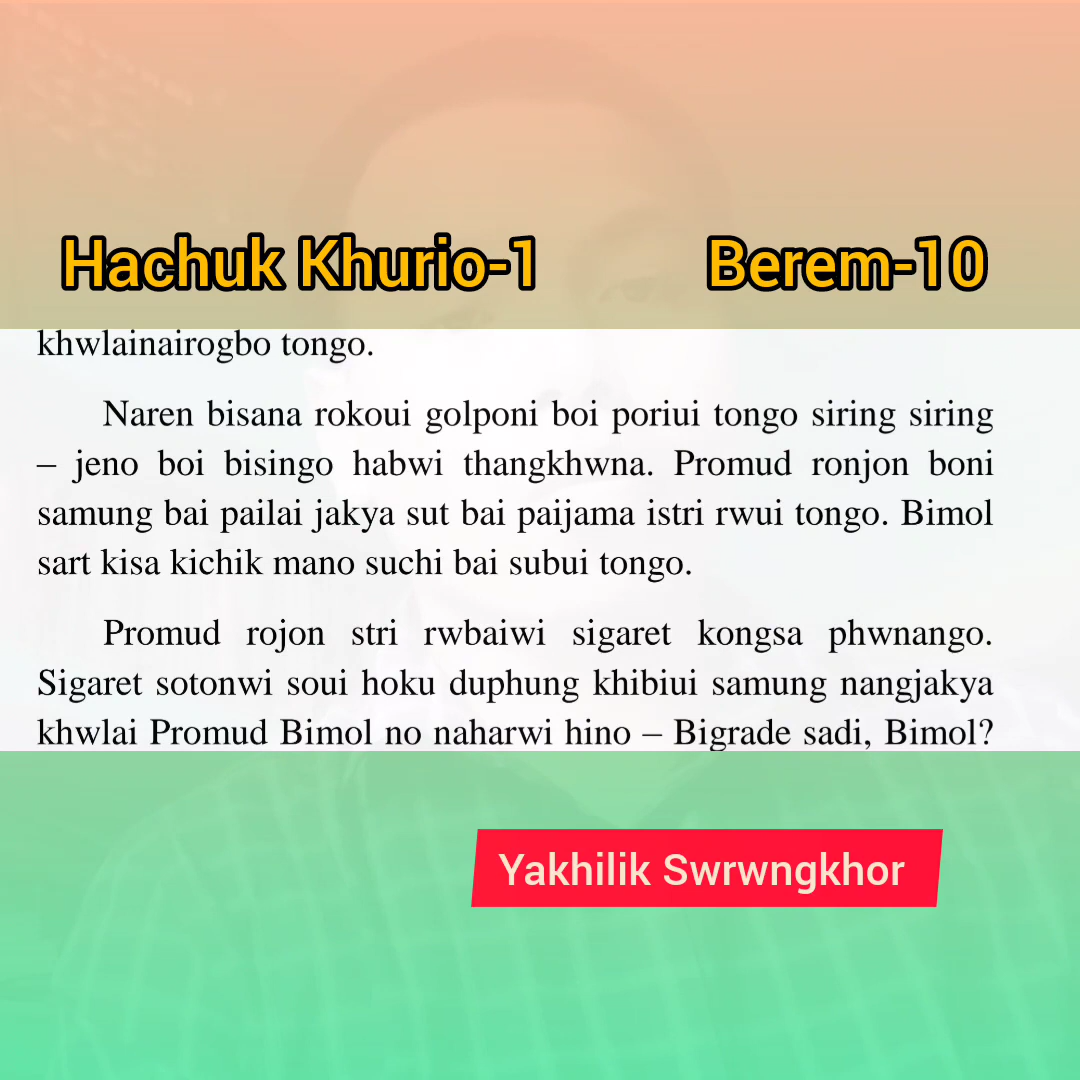 Hachuk Khurio-1 Berem-10
khwlainairogbo tongo.
Naren bisana rokoui golponi boi poriui tongo siring siring
– jeno boi bisingo habwi thangkhwna. Promud ronjon boni
samung bai pailai jakya sut bai paijama istri rwui tongo. Bimol
sart kisa kichik mano suchi bai subui tongo.
Promud rojon stri rwbaiwi sigaret kongsa phwnango.
Sigaret sotonwi soui hoku duphung khibiui samung nangjakya
khwlai Promud Bimol no naharwi hino – Bigrade sadi, Bimol?
Yakhilik Swrwngkhor